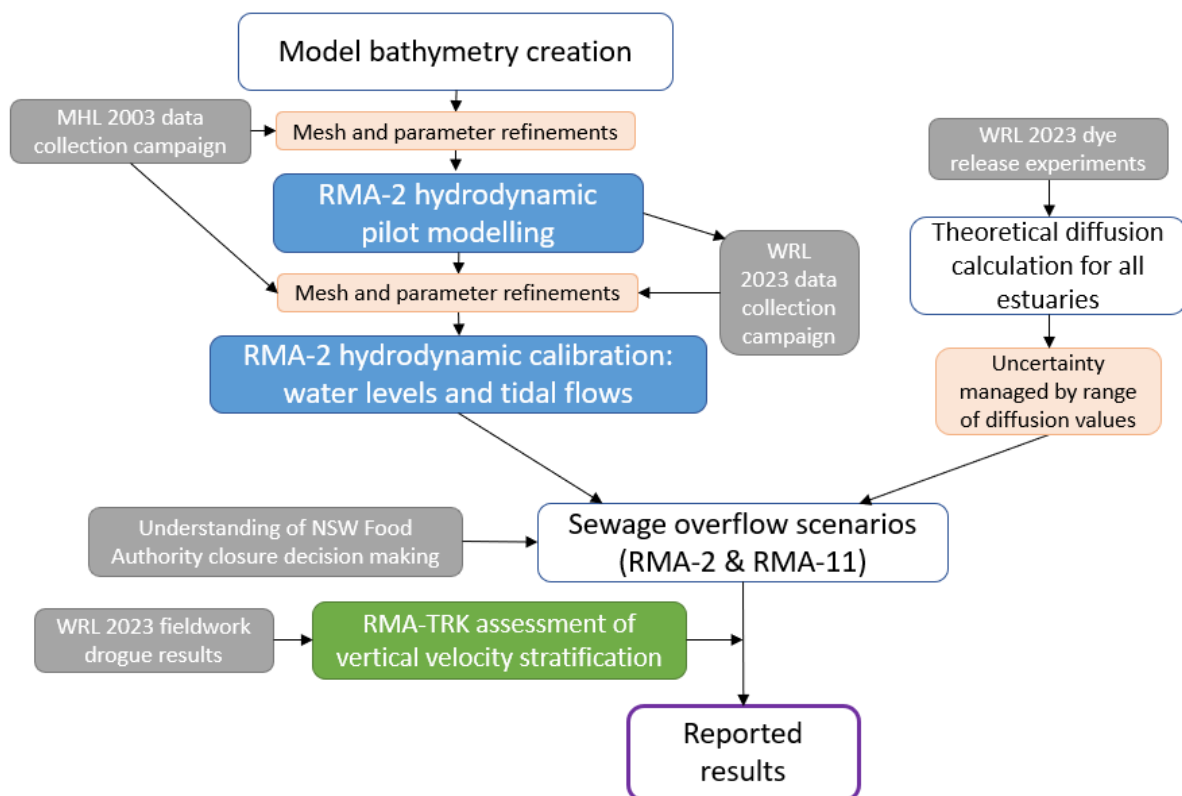 Model bathymetry creation
MHL 2003 data
collection campaign
Mesh and parameter refinements
WRL 2023 dye
release experiments
RMA-2 hydrodynamic
pilot modelling
Theoretical diffusion
calculation for all
estuaries
WRL
2023 data
collection
campaign
Mesh and parameter refinements
RMA-2 hydrodynamic calibration:
water levels and tidal flows
Uncertainty
managed by range
of diffusion values
Understanding of NSW Food
Authority closure decision making
Sewage overflow scenarios
(RMA-2 & RMA-11)
WRL 2023 fieldwork
drogue results
RMA-TRK assessment of
vertical velocity stratification
Reported
results